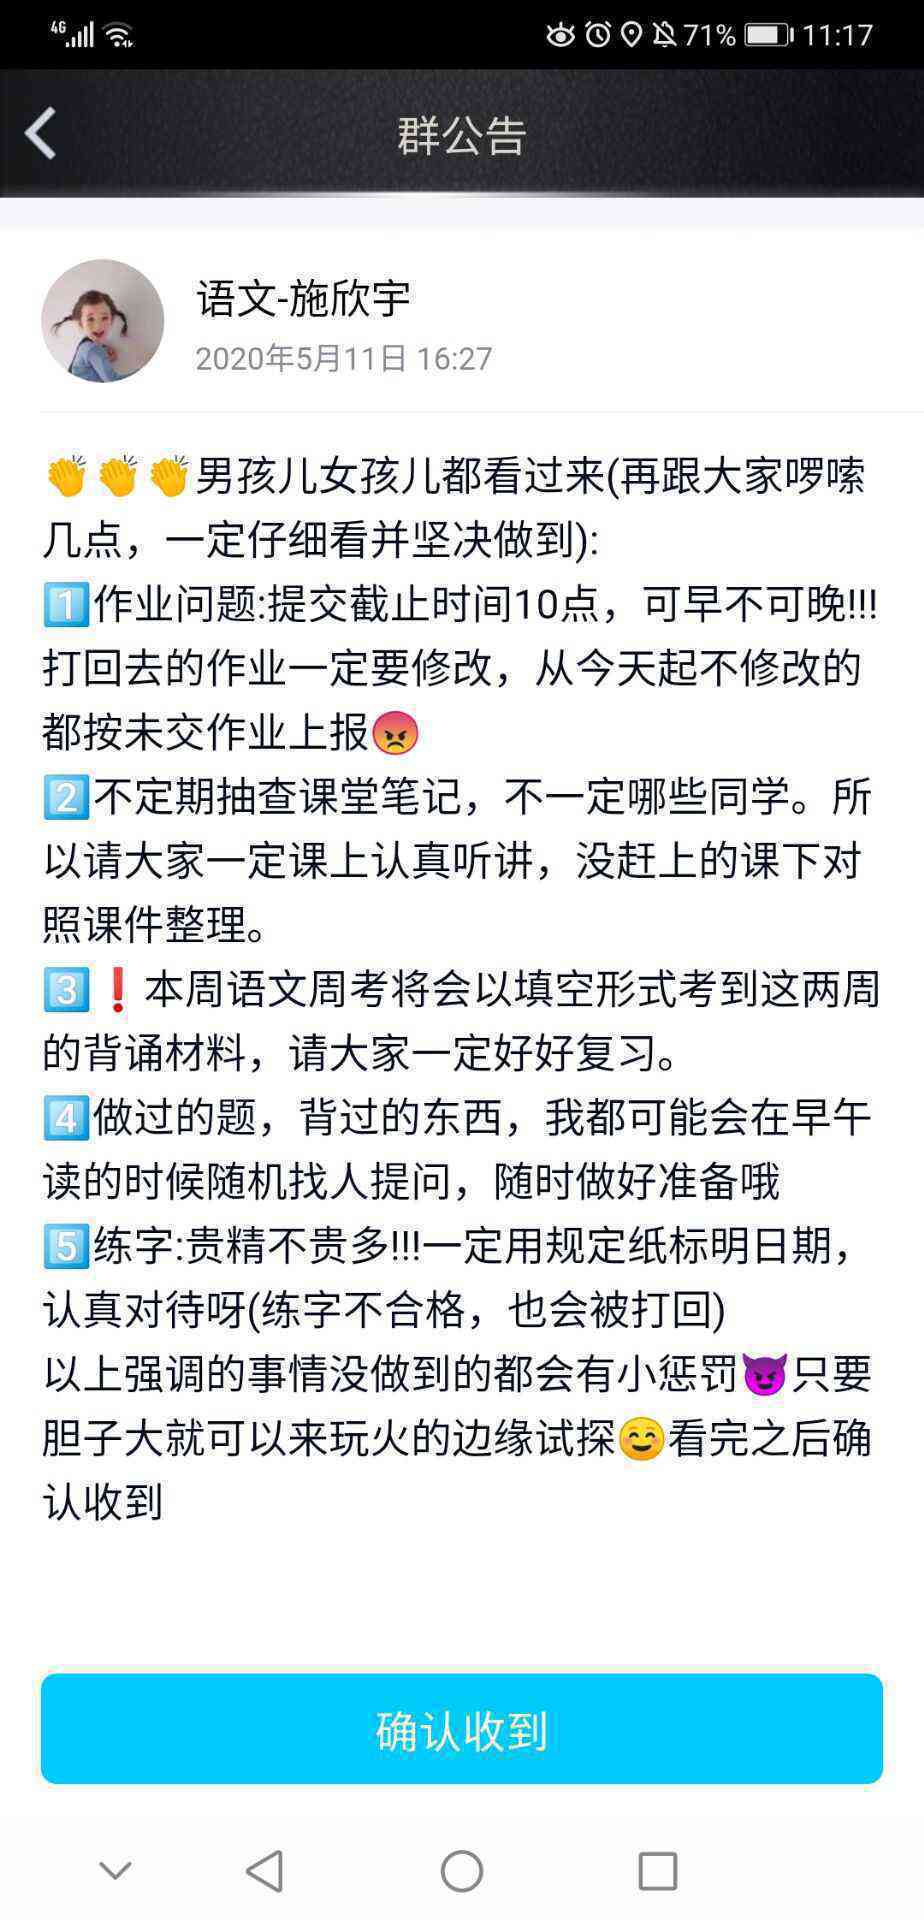 4G 71% 11:17
群公告
语文-施欣宇
2020年5月11日 16:27
👏👏👏男孩儿女孩儿都看过来(再跟大家啰嗦
几点，一定仔细看并坚决做到):
1️⃣作业问题:提交截止时间10点，可早不可晚!!!
打回去的作业一定要修改，从今天起不修改的
都按未交作业上报😡
2️⃣不定期抽查课堂笔记，不一定哪些同学。所
以请大家一定课上认真听讲，没赶上的课下对
照课件整理。
3️⃣❗本周语文周考将会以填空形式考到这两周
的背诵材料，请大家一定好好复习。
4️⃣做过的题，背过的东西，我都可能会在早午
读的时候随机找人提问，随时做好准备哦
5️⃣练字:贵精不贵多!!!一定用规定纸标明日期，
认真对待呀(练字不合格，也会被打回)
以上强调的事情没做到的都会有小惩罚😈只要
胆子大就可以来玩火的边缘试探☺️看完之后确
认收到
确认收到